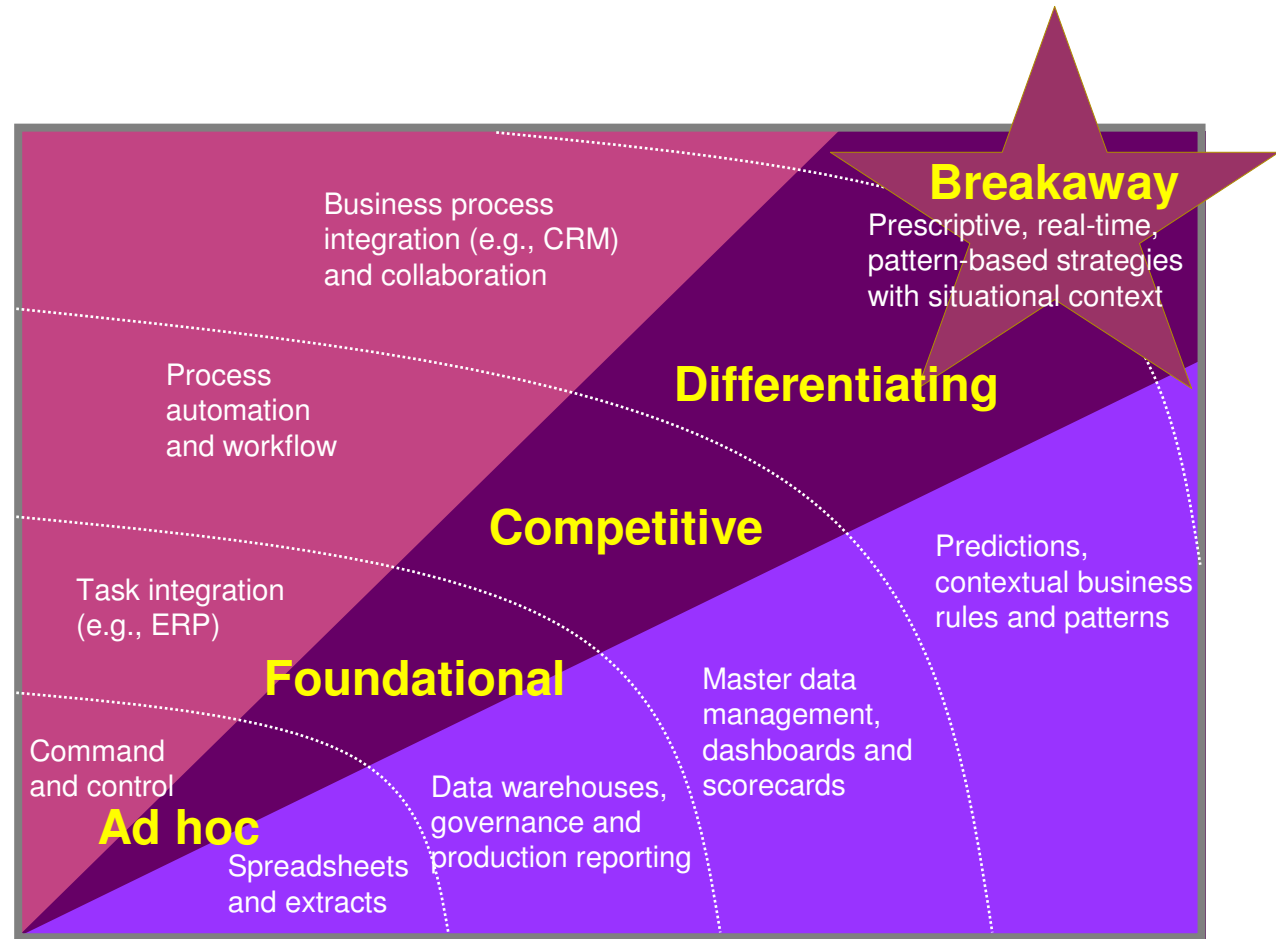 Breakaway
Prescriptive, real-time,
pattern-based strategies
with situational context
Business process
integration (e.g., CRM)
and collaboration
Differentiating
Process
automation
and workflow
Competitive
Predictions,
contextual business
rules and patterns
Task integration
(e.g., ERP)
Foundational
Master data
management,
dashboards and
scorecards
Command
and control
Data warehouses,
governance and
production reporting
Ad hoc
Spreadsheets
and extracts